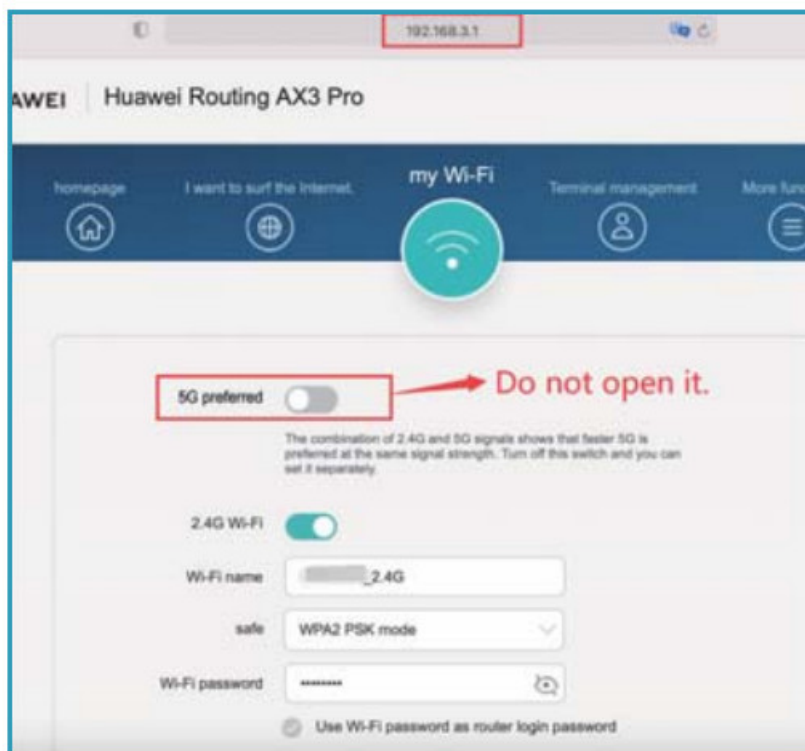 192.168.3.1
AWEI Huawei Routing AX3 Pro
my Wi-Fi
homepage I want to surf the Internet. Terminal management More func
5G preferred Do not open it.
The combination of 2.4G and 5G signals shows that faster 5G is
preferred at the same signal strength. Turn off this switch and you can
set it separately.
2.4G Wi-Fi
Wi-Fi name _2.4G
safe WPA2 PSK mode
Wi-Fi password ••••••••
Use Wi-Fi password as router login password